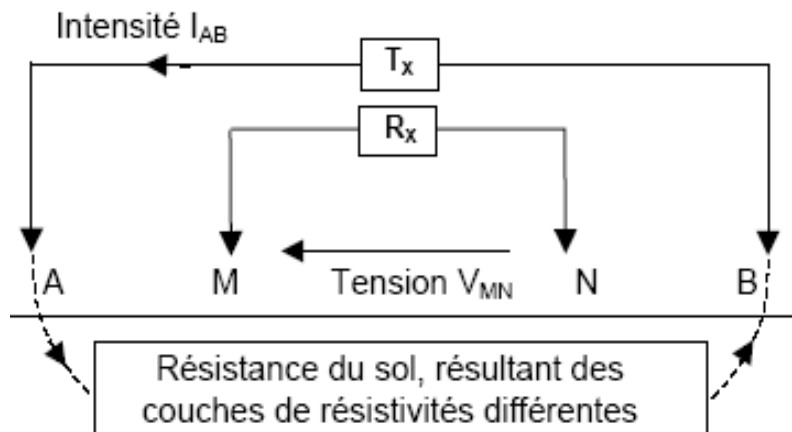 Intensité I_AB
T_x
R_x
A M Tension V_MN N B
Résistance du sol, résultant des
couches de résistivités différentes